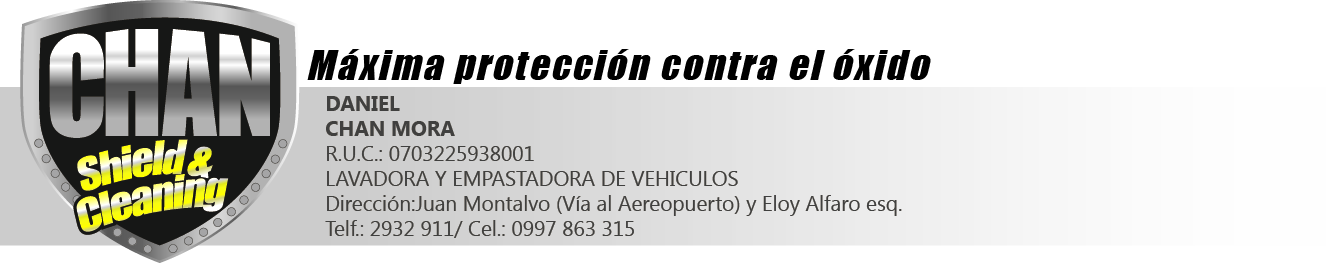 CHAN
Shield &
Cleaning
Máxima protección contra el óxido
DANIEL
CHAN MORA
R.U.C.: 0703225938001
LAVADORA Y EMPASTADORA DE VEHICULOS
Dirección:Juan Montalvo (Vía al Aereopuerto) y Eloy Alfaro esq.
Telf.: 2932 911/ Cel.: 0997 863 315